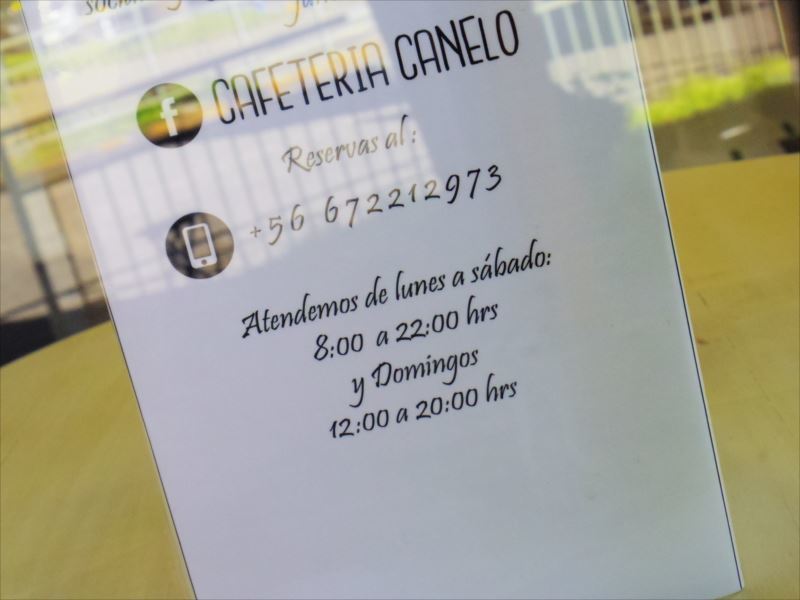 CAFETERIA CANELO
Reservas al:
+56 672212973
Atendemos de lunes a sábado:
8:00 a 22:00 hrs
y Domingos
12:00 a 20:00 hrs